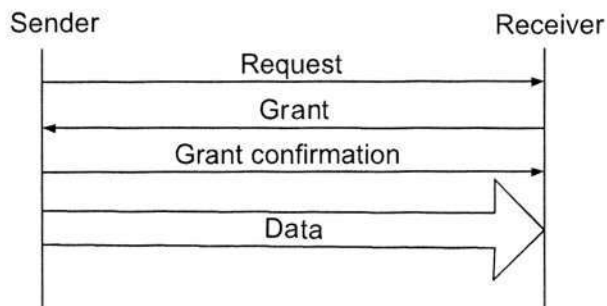 Sender
Receiver
Request
Grant
Grant confirmation
Data